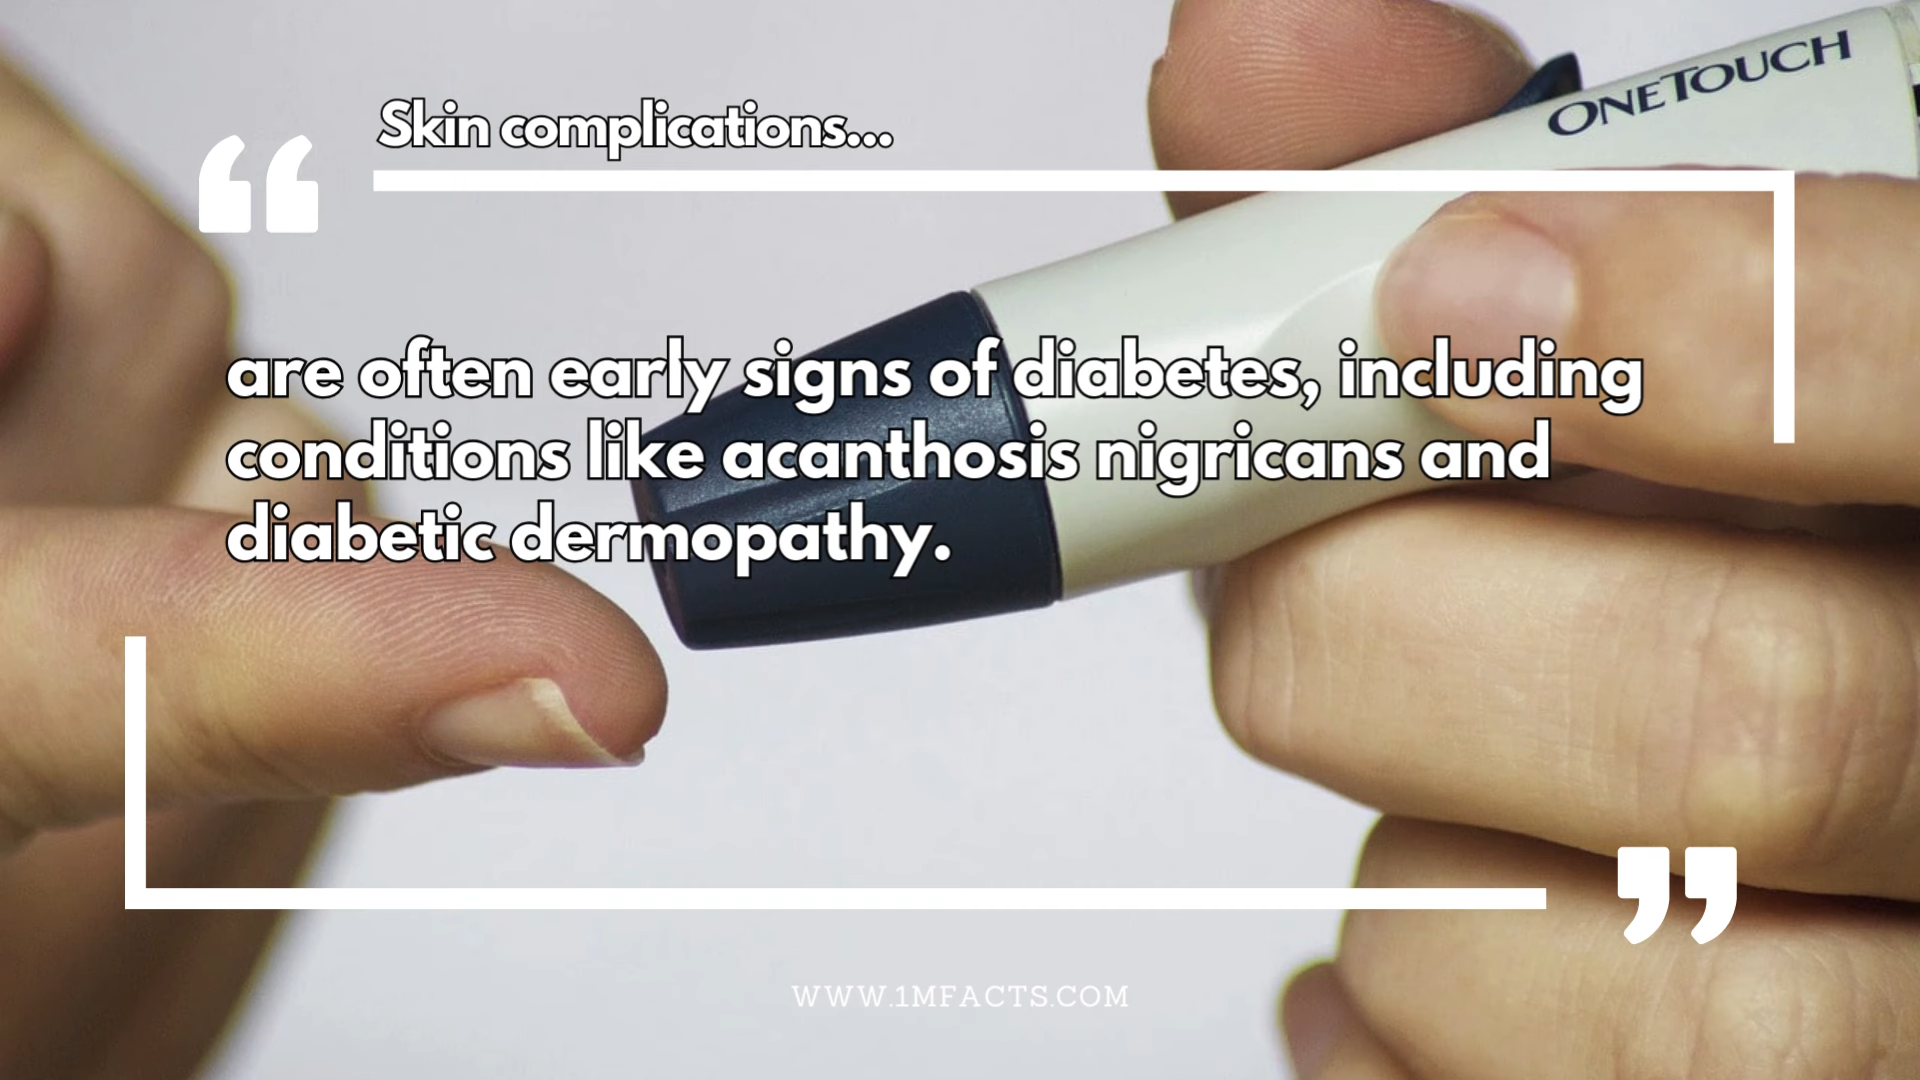 ONETOUCH
Skin complications...
“
are often early signs of diabetes, including
conditions like acanthosis nigricans and
diabetic dermopathy.
”
WWW.1MFACTS.COM